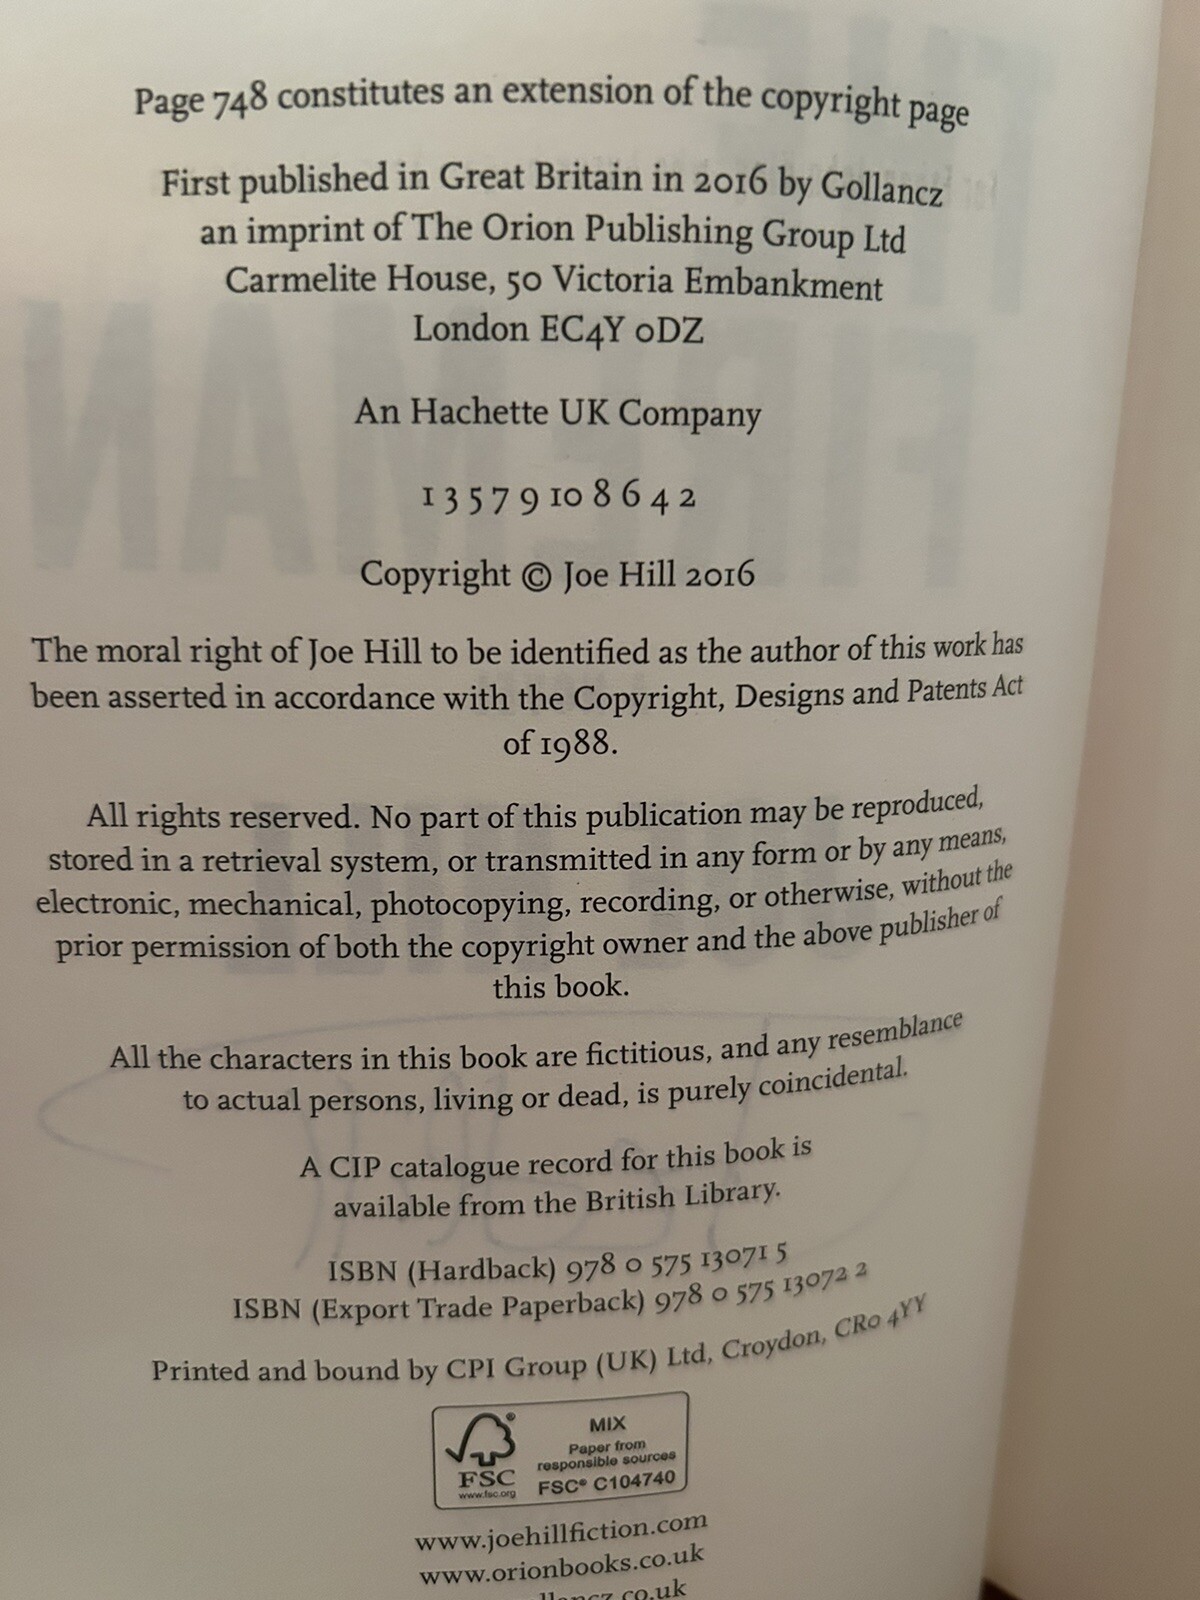 Page 748 constitutes an extension of the copyright page
First published in Great Britain in 2016 by Gollancz
an imprint of The Orion Publishing Group Ltd
Carmelite House, 50 Victoria Embankment
London EC4Y 0DZ
An Hachette UK Company
1 3 5 7 9 10 8 6 4 2
Copyright © Joe Hill 2016
The moral right of Joe Hill to be identified as the author of this work has
been asserted in accordance with the Copyright, Designs and Patents Act
of 1988.
All rights reserved. No part of this publication may be reproduced,
stored in a retrieval system, or transmitted in any form or by any means,
electronic, mechanical, photocopying, recording, or otherwise, without the
prior permission of both the copyright owner and the above publisher of
this book.
All the characters in this book are fictitious, and any resemblance
to actual persons, living or dead, is purely coincidental.
A CIP catalogue record for this book is
available from the British Library.
ISBN (Hardback) 978 0 575 13071 5
ISBN (Export Trade Paperback) 978 0 575 13072 2
Printed and bound by CPI Group (UK) Ltd, Croydon, CR0 4YY
FSC
www.fsc.org
MIX
Paper from
responsible sources
FSC® C104740
www.joehillfiction.com
www.orionbooks.co.uk